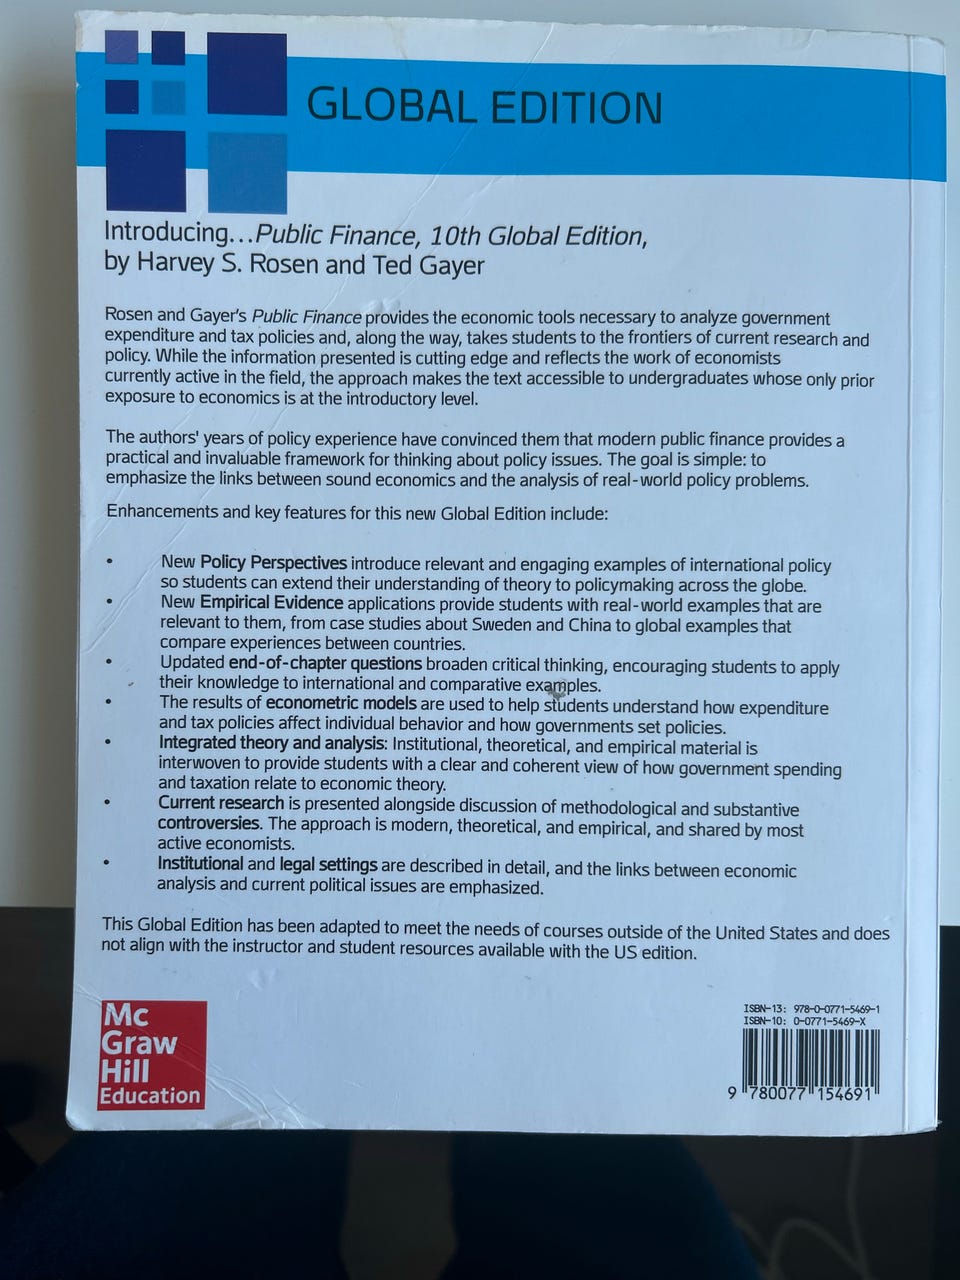 GLOBAL EDITION
Introducing...Public Finance, 10th Global Edition,
by Harvey S. Rosen and Ted Gayer
Rosen and Gayer's Public Finance provides the economic tools necessary to analyze government
expenditure and tax policies and, along the way, takes students to the frontiers of current research and
policy. While the information presented is cutting edge and reflects the work of economists
currently active in the field, the approach makes the text accessible to undergraduates whose only prior
exposure to economics is at the introductory level.
The authors' years of policy experience have convinced them that modern public finance provides a
practical and invaluable framework for thinking about policy issues. The goal is simple: to
emphasize the links between sound economics and the analysis of real-world policy problems.
Enhancements and key features for this new Global Edition include:
• New Policy Perspectives introduce relevant and engaging examples of international policy
so students can extend their understanding of theory to policymaking across the globe.
• New Empirical Evidence applications provide students with real-world examples that are
relevant to them, from case studies about Sweden and China to global examples that
compare experiences between countries.
• Updated end-of-chapter questions broaden critical thinking, encouraging students to apply
their knowledge to international and comparative examples.
• The results of econometric models are used to help students understand how expenditure
and tax policies affect individual behavior and how governments set policies.
• Integrated theory and analysis: Institutional, theoretical, and empirical material is
interwoven to provide students with a clear and coherent view of how government spending
and taxation relate to economic theory.
• Current research is presented alongside discussion of methodological and substantive
controversies. The approach is modern, theoretical, and empirical, and shared by most
active economists.
• Institutional and legal settings are described in detail, and the links between economic
analysis and current political issues are emphasized.
This Global Edition has been adapted to meet the needs of courses outside of the United States and does
not align with the instructor and student resources available with the US edition.
Mc
Graw
Hill
Education
ISBN-13: 978-0-0771-5469-1
ISBN-10: 0-0771-5469-X
9 780077 154691